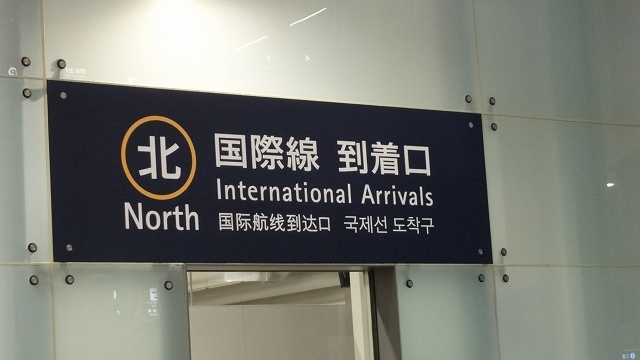 北
North
国際線 到着口
International Arrivals
国际航线到达口 국제선 도착구